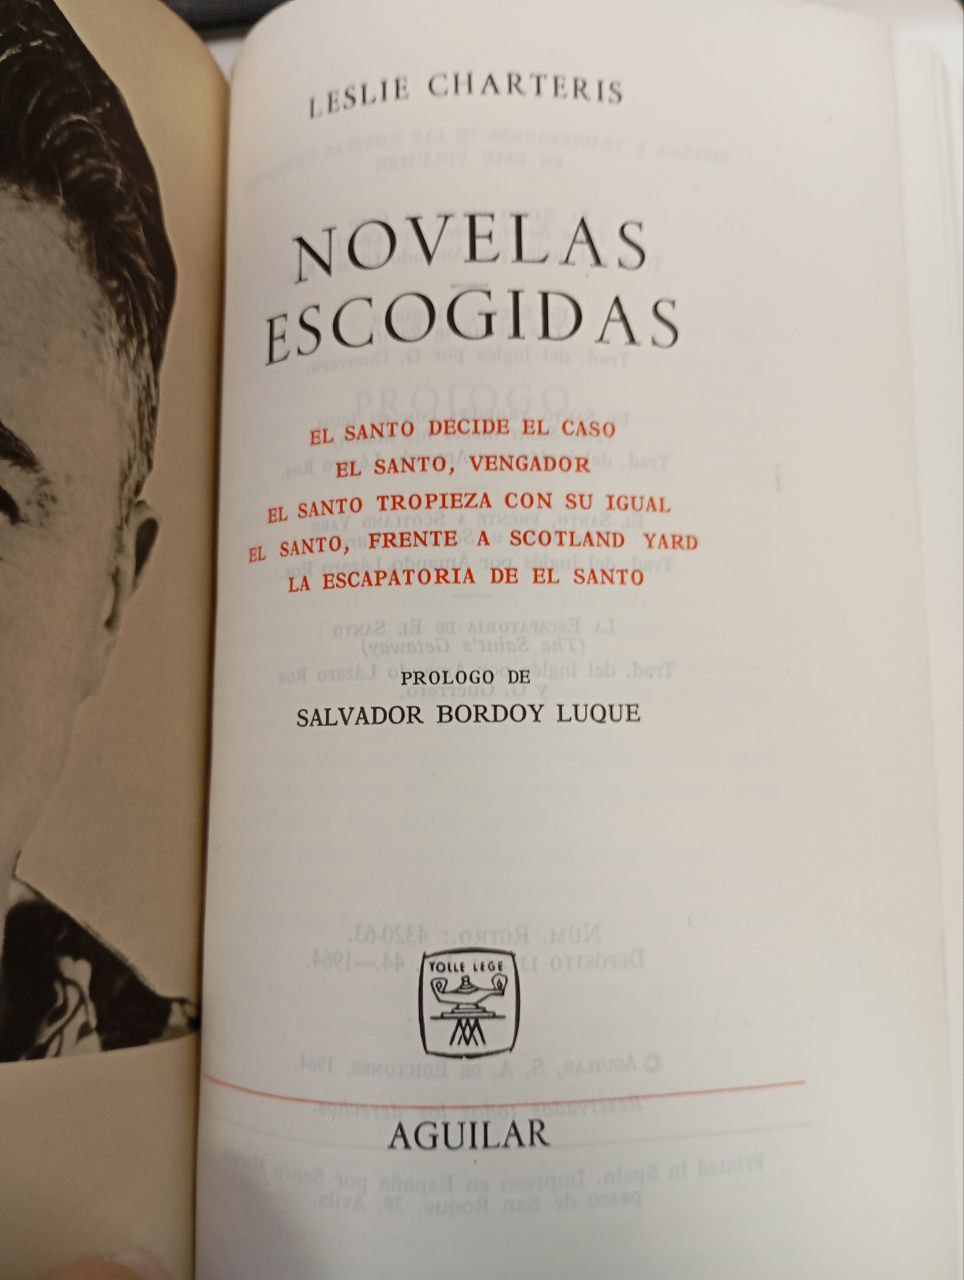 LESLIE CHARTERIS
NOVELAS
ESCOGIDAS
EL SANTO DECIDE EL CASO
EL SANTO, VENGADOR
EL SANTO TROPIEZA CON SU IGUAL
EL SANTO, FRENTE A SCOTLAND YARD
LA ESCAPATORIA DE EL SANTO
PROLOGO DE
SALVADOR BORDOY LUQUE
TOLLE LEGE
AGUILAR